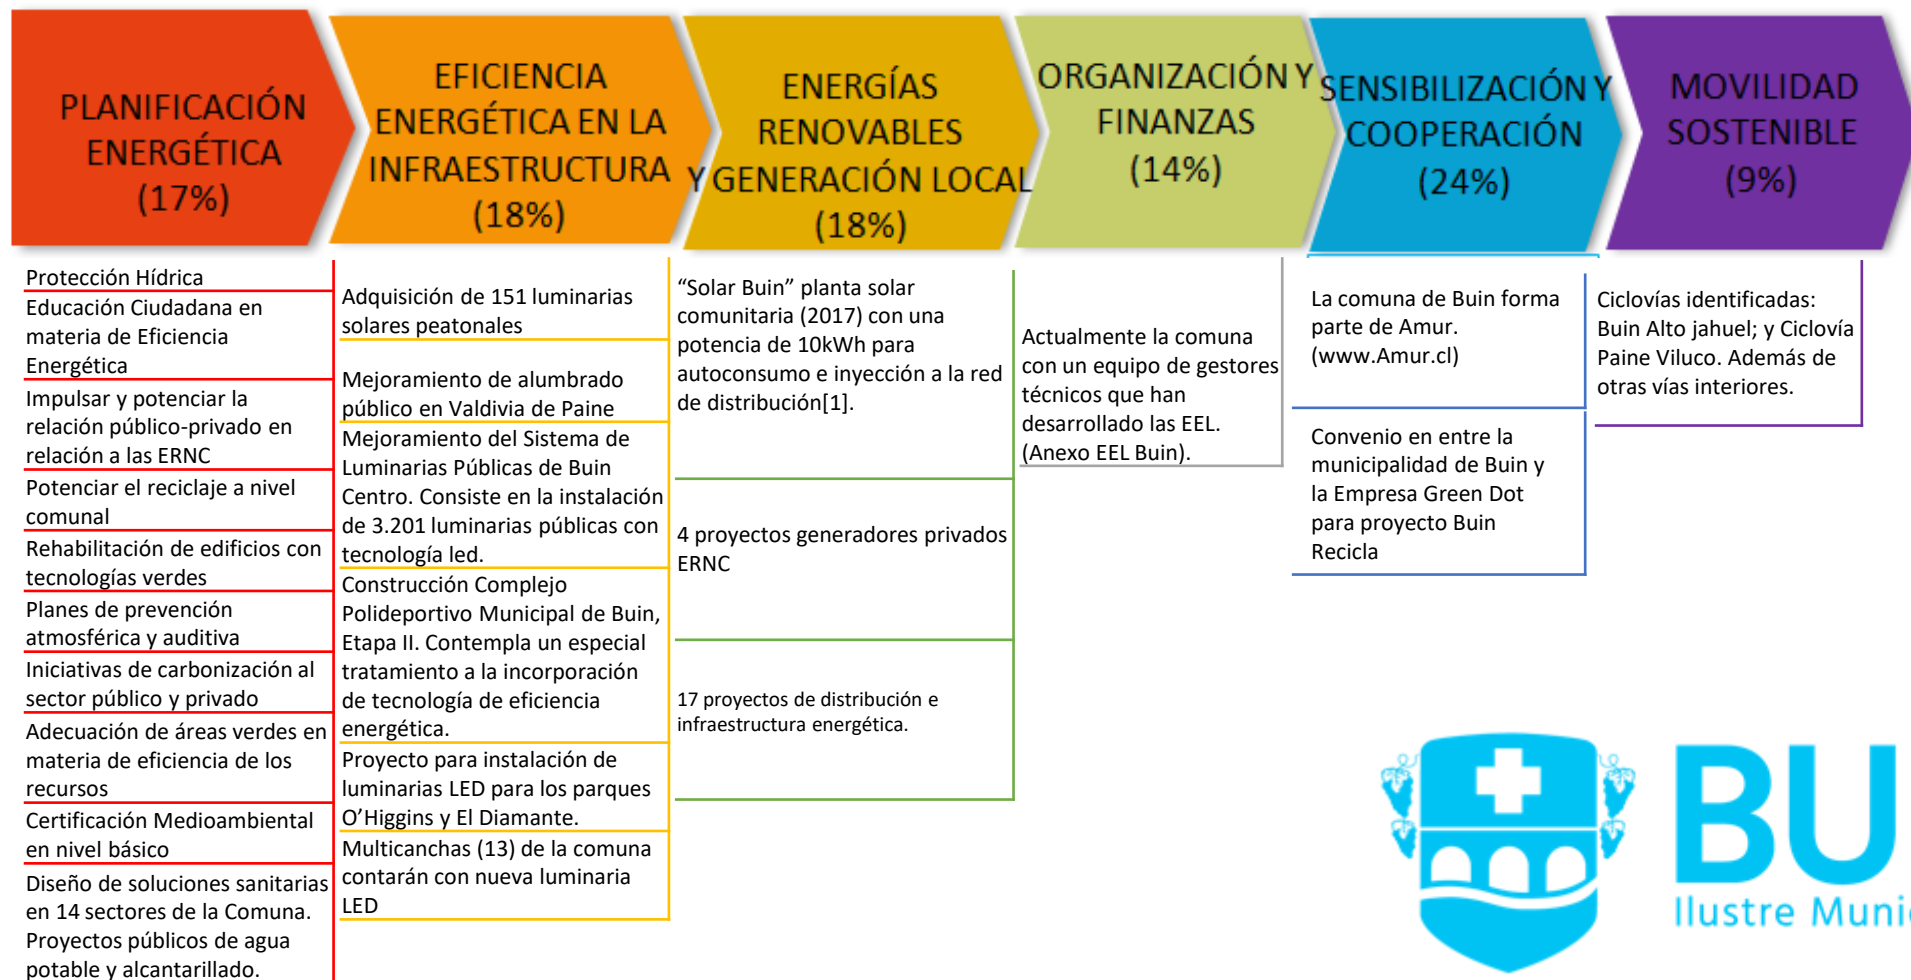 PLANIFICACIÓN
ENERGÉTICA
(17%)
EFICIENCIA
ENERGÉTICA EN LA
INFRAESTRUCTURA
(18%)
ENERGÍAS
RENOVABLES
Y GENERACIÓN LOCAL
(18%)
ORGANIZACIÓN Y
FINANZAS
(14%)
SENSIBILIZACIÓN Y
COOPERACIÓN
(24%)
MOVILIDAD
SOSTENIBLE
(9%)
Protección Hídrica
Educación Ciudadana en
materia de Eficiencia
Energética
Impulsar y potenciar la
relación público-privado en
relación a las ERNC
Potenciar el reciclaje a nivel
comunal
Rehabilitación de edificios con
tecnologías verdes
Planes de prevención
atmosférica y auditiva
Iniciativas de carbonización al
sector público y privado
Adecuación de áreas verdes en
materia de eficiencia de los
recursos
Certificación Medioambiental
en nivel básico
Diseño de soluciones sanitarias
en 14 sectores de la Comuna.
Proyectos públicos de agua
potable y alcantarillado.
Adquisición de 151 luminarias
solares peatonales
Mejoramiento de alumbrado
público en Valdivia de Paine
Mejoramiento del Sistema de
Luminarias Públicas de Buin
Centro. Consiste en la instalación
de 3.201 luminarias públicas con
tecnología led.
Construcción Complejo
Polideportivo Municipal de Buin,
Etapa II. Contempla un especial
tratamiento a la incorporación
de tecnología de eficiencia
energética.
Proyecto para instalación de
luminarias LED para los parques
O’Higgins y El Diamante.
Multicanchas (13) de la comuna
contarán con nueva luminaria
LED
“Solar Buin” planta solar
comunitaria (2017) con una
potencia de 10kWh para
autoconsumo e inyección a la red
de distribución[1].
4 proyectos generadores privados
ERNC
17 proyectos de distribución e
infraestructura energética.
Actualmente la comuna
con un equipo de gestores
técnicos que han
desarrollado las EEL.
(Anexo EEL Buin).
La comuna de Buin forma
parte de Amur.
(www.Amur.cl)
Convenio en entre la
municipalidad de Buin y
la Empresa Green Dot
para proyecto Buin
Recicla
Ciclovías identificadas:
Buin Alto jahuel; y Ciclovía
Paine Viluco. Además de
otras vías interiores.
BU
Ilustre Muni